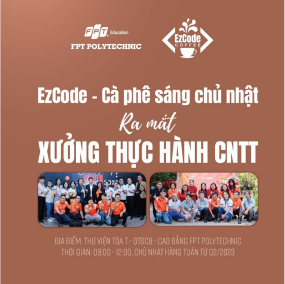 FPT Education
FPT POLYTECHNIC
EzCode
COFFEE
EzCode - Cà phê sáng chủ nhật
Ra mắt
XƯỞNG THỰC HÀNH CNTT
ĐỊA ĐIỂM: THƯ VIỆN TÒA T - QTSC9 - CAO ĐẲNG FPT POLYTECHNIC
THỜI GIAN: 09:00 - 12:00, CHỦ NHẬT HÀNG TUẦN TỪ 02/2023